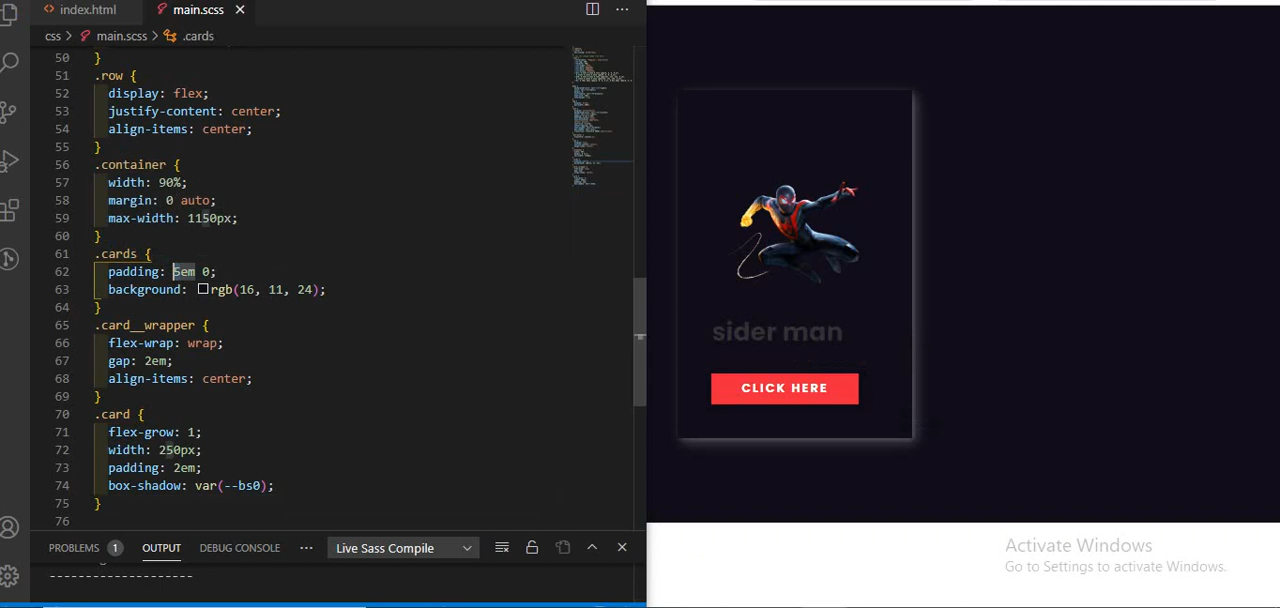 index.html
main.scss
css > main.scss > .cards
50 }
51 .row {
52 display: flex;
53 justify-content: center;
54 align-items: center;
55 }
56 .container {
57 width: 90%;
58 margin: 0 auto;
59 max-width: 1150px;
60 }
61 .cards {
62 padding: 5em 0;
63 background: rgb(16, 11, 24);
64 }
65 .card__wrapper {
66 flex-wrap: wrap;
67 gap: 2em;
68 align-items: center;
69 }
70 .card {
71 flex-grow: 1;
72 width: 250px;
73 padding: 2em;
74 box-shadow: var(--bs0);
75 }
76
PROBLEMS 1 OUTPUT DEBUG CONSOLE ... Live Sass Compile
--------------------
sider man
CLICK HERE
Activate Windows
Go to Settings to activate Windows.